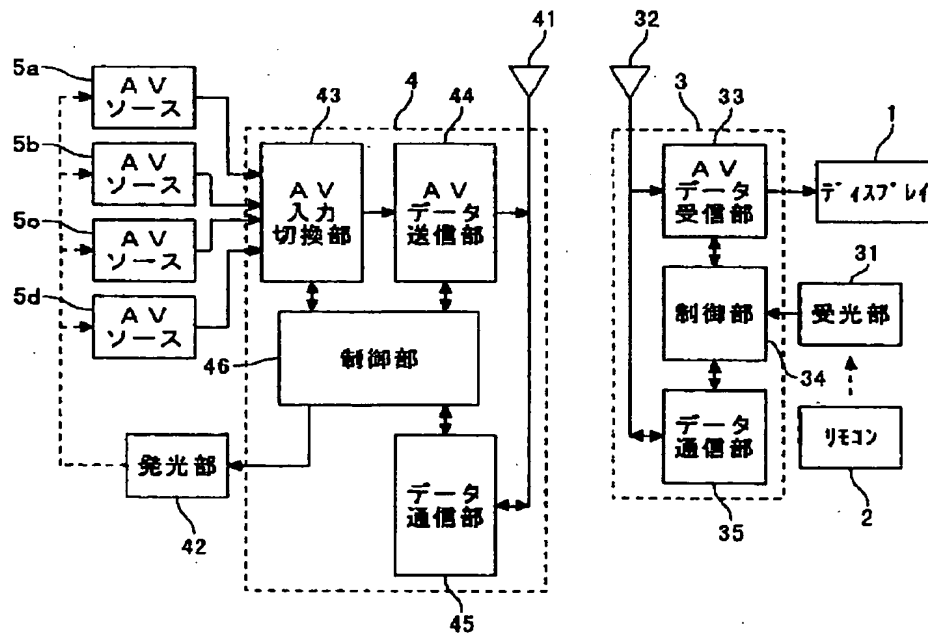 41
32
5a
AV
ソース
43
4
44
3
33
1
5b
AV
ソース
AV
入力
切換部
AV
データ
送信部
AV
データ
受信部
ディスプレイ
5c
AV
ソース
31
5d
AV
ソース
制御部
受光部
46
制御部
34
発光部
データ
通信部
データ
通信部
リモコン
42
35
2
45